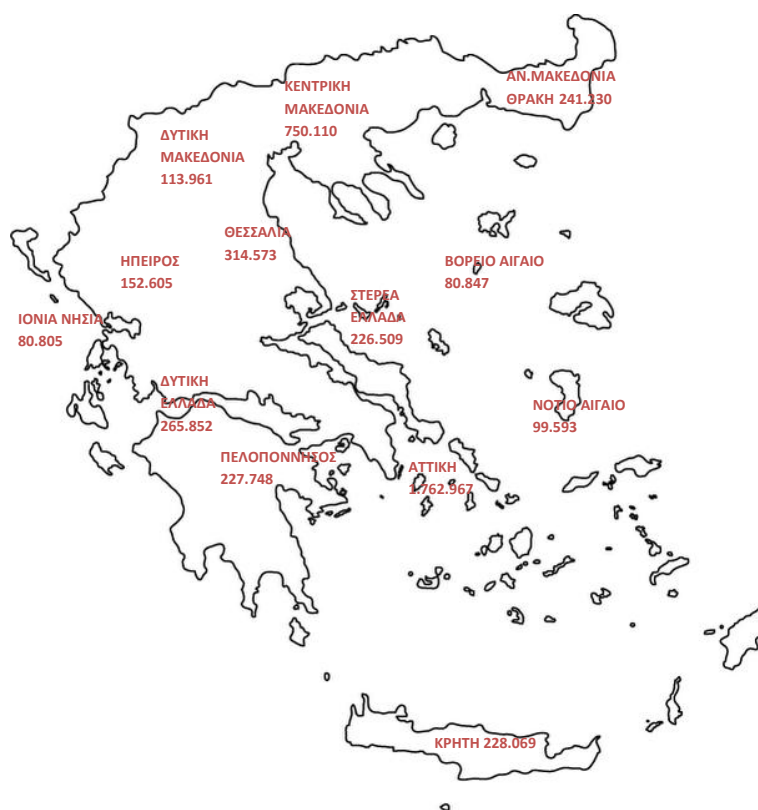 ΑΝ.ΜΑΚΕΔΟΝΙΑ
ΘΡΑΚΗ 241.230
ΚΕΝΤΡΙΚΗ
ΜΑΚΕΔΟΝΙΑ
750.110
ΔΥΤΙΚΗ
ΜΑΚΕΔΟΝΙΑ
113.961
ΘΕΣΣΑΛΙΑ
314.573
ΗΠΕΙΡΟΣ
152.605
ΒΟΡΕΙΟ ΑΙΓΑΙΟ
80.847
ΣΤΕΡΕΑ
ΕΛΛΑΔΑ
226.509
ΙΟΝΙΑ ΝΗΣΙΑ
80.805
ΔΥΤΙΚΗ
ΕΛΛΑΔΑ
265.852
ΝΟΤΙΟ ΑΙΓΑΙΟ
99.593
ΠΕΛΟΠΟΝΝΗΣΟΣ
227.748
ΑΤΤΙΚΗ
1.762.967
ΚΡΗΤΗ 228.069